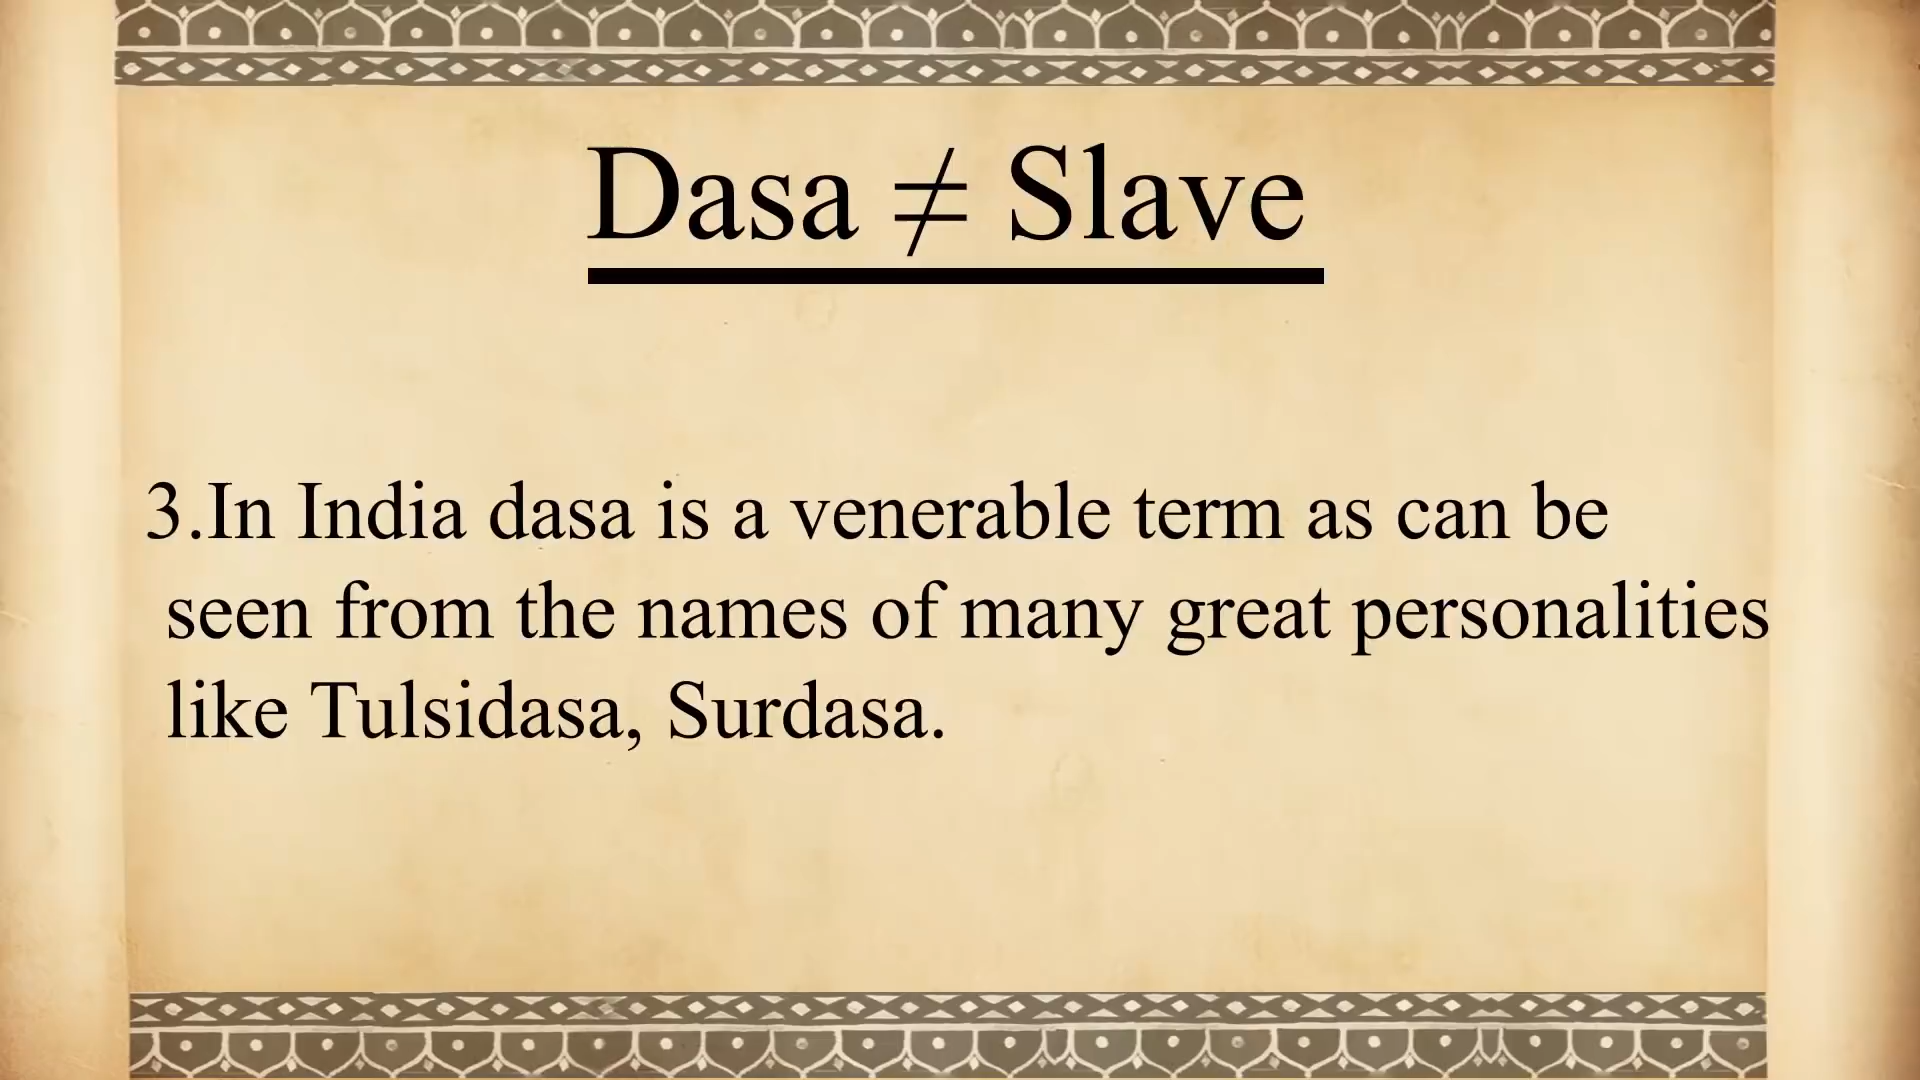 Dasa ≠ Slave
3.In India dasa is a venerable term as can be
seen from the names of many great personalities
like Tulsidasa, Surdasa.